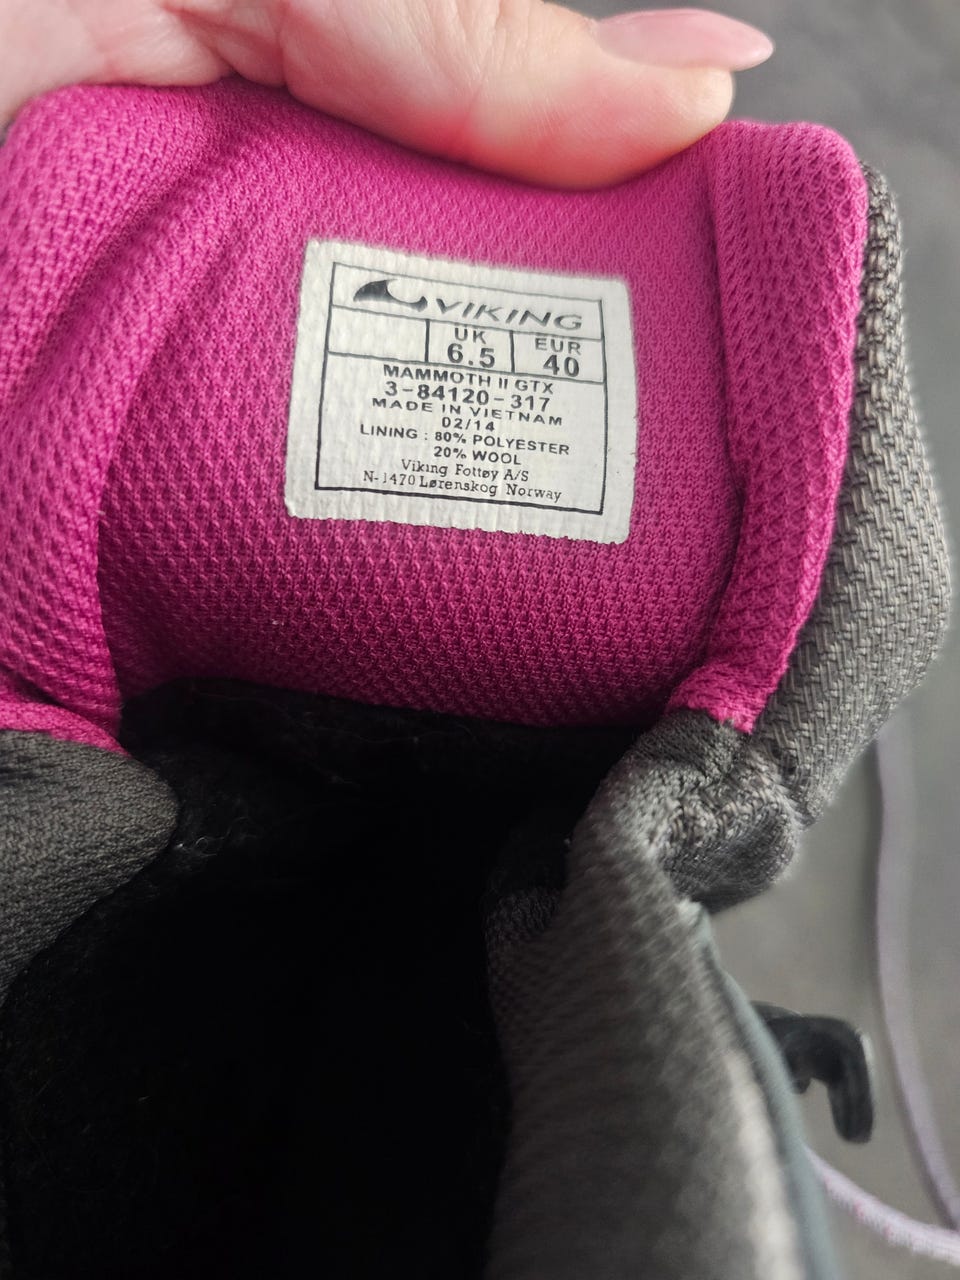 VIKING
UK EUR
6.5 40
MAMMOTH II GTX
3-84120-317
MADE IN VIETNAM
02/14
LINING : 80% POLYESTER
20% WOOL
Viking Fottøy A/S
N-1470 Lørenskog Norway